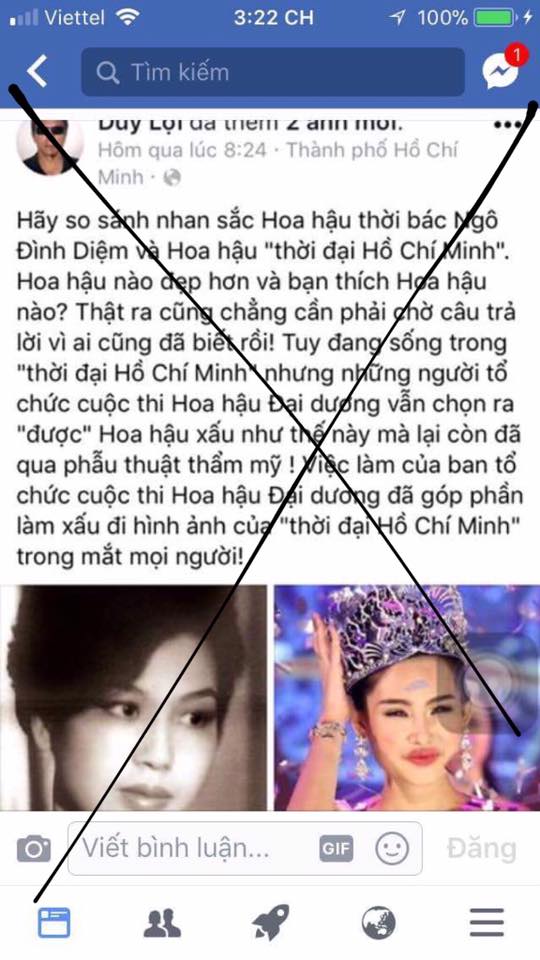 Viettel 3:22 CH 100%
Tìm kiếm
1
Duy Lợi đã thêm 2 ảnh mới.
Hôm qua lúc 8:24 · Thành phố Hồ Chí
Minh ·
Hãy so sánh nhan sắc Hoa hậu thời bác Ngô
Đình Diệm và Hoa hậu "thời đại Hồ Chí Minh".
Hoa hậu nào đẹp hơn và bạn thích Hoa hậu
nào? Thật ra cũng chẳng cần phải chờ câu trả
lời vì ai cũng đã biết rồi! Tuy đang sống trong
"thời đại Hồ Chí Minh" nhưng những người tổ
chức cuộc thi Hoa hậu Đại dương vẫn chọn ra
"được" Hoa hậu xấu như thế này mà lại còn đã
qua phẫu thuật thẩm mỹ ! Việc làm của ban tổ
chức cuộc thi Hoa hậu Đại dương đã góp phần
làm xấu đi hình ảnh của "thời đại Hồ Chí Minh"
trong mắt mọi người!
Viết bình luận... GIF Đăng